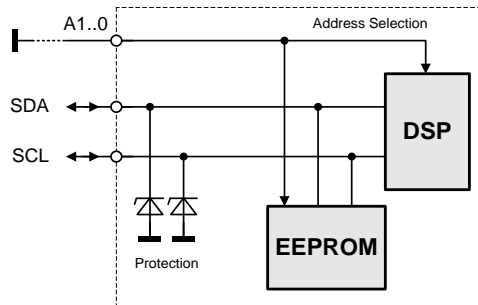 A1..0
Address Selection
SDA
DSP
SCL
EEPROM
Protection